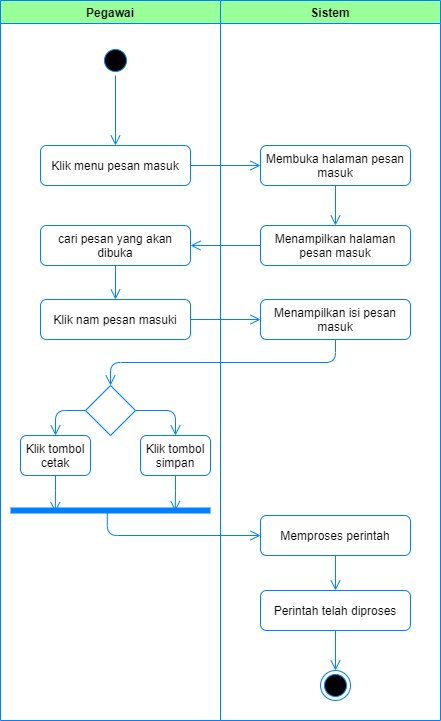 Pegawai
Sistem
Klik menu pesan masuk
Membuka halaman pesan
masuk
cari pesan yang akan
dibuka
Menampilkan halaman
pesan masuk
Klik nam pesan masuki
Menampilkan isi pesan
masuk
Klik tombol
cetak
Klik tombol
simpan
Memproses perintah
Perintah telah diproses